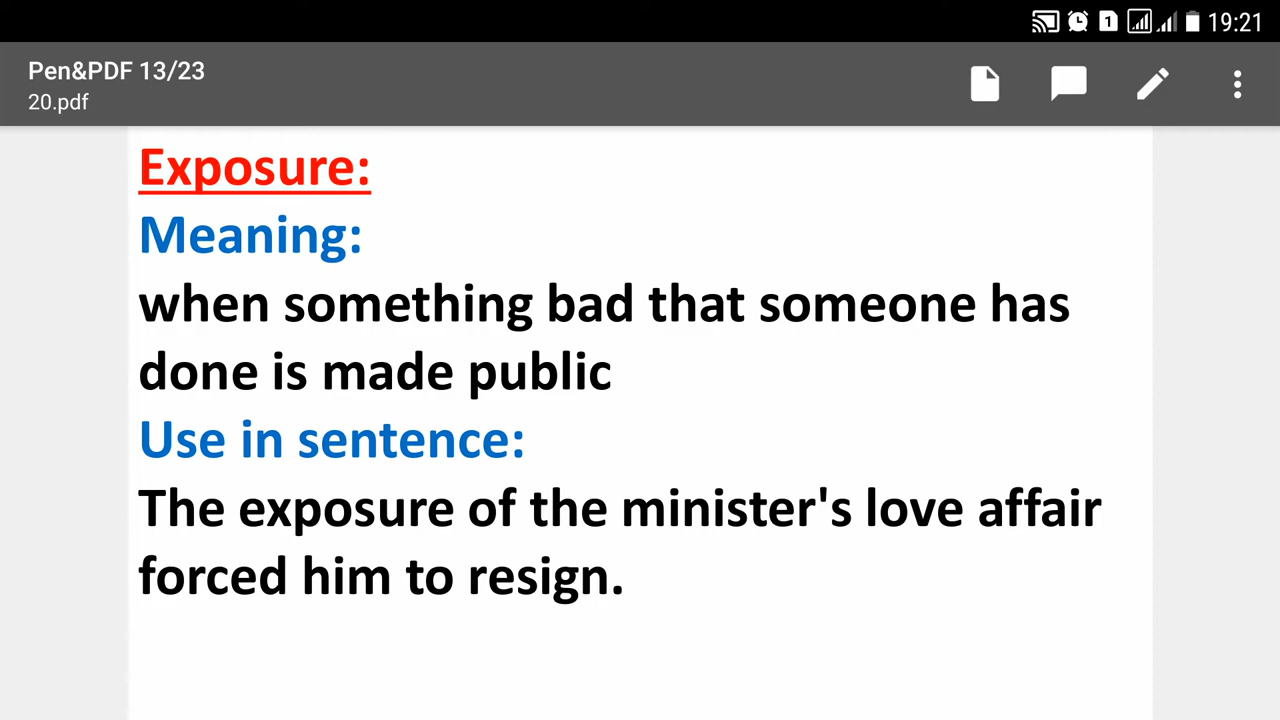 19:21
Pen&PDF 13/23
20.pdf
Exposure:
Meaning:
when something bad that someone has
done is made public
Use in sentence:
The exposure of the minister's love affair
forced him to resign.